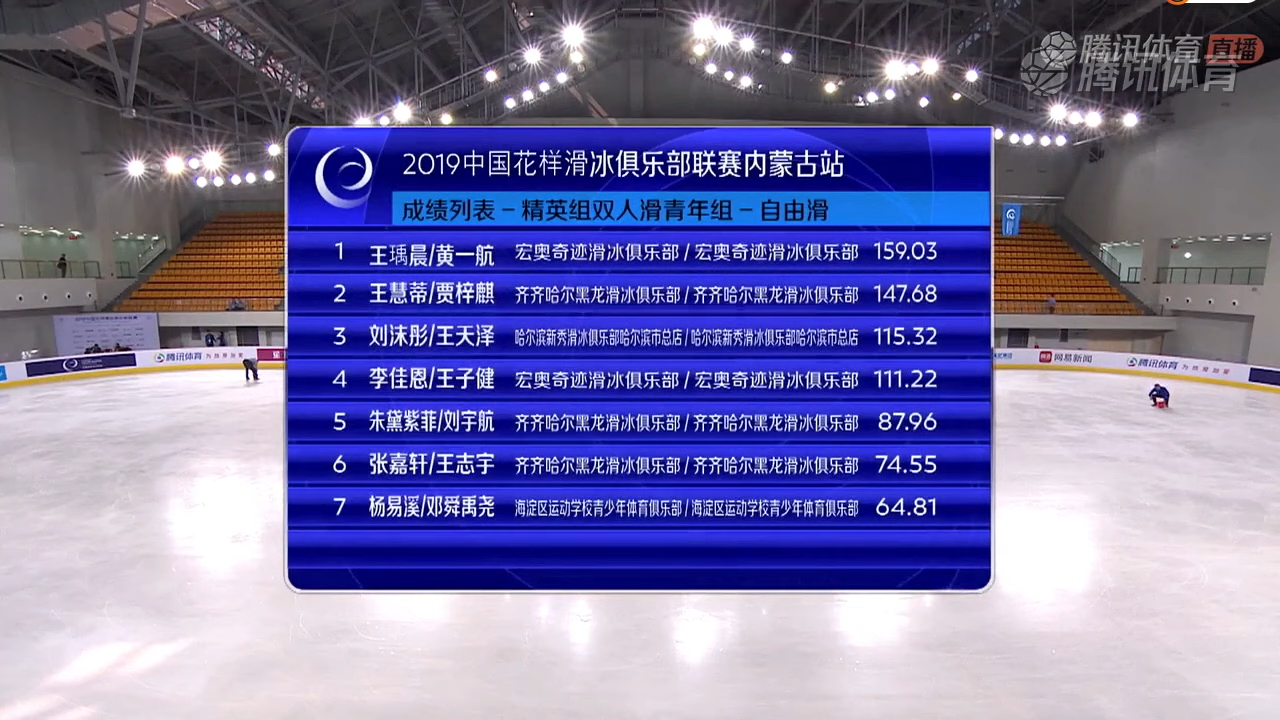 腾讯体育 直播
腾讯体育
2019中国花样滑冰俱乐部联赛内蒙古站
成绩列表 – 精英组双人滑青年组 – 自由滑
1 王瑀晨/黄一航 宏奥奇迹滑冰俱乐部 / 宏奥奇迹滑冰俱乐部 159.03
2 王慧蒂/贾梓麒 齐齐哈尔黑龙滑冰俱乐部 / 齐齐哈尔黑龙滑冰俱乐部 147.68
3 刘沫彤/王天泽 哈尔滨新秀滑冰俱乐部哈尔滨市总店 / 哈尔滨新秀滑冰俱乐部哈尔滨市总店 115.32
4 李佳恩/王子健 宏奥奇迹滑冰俱乐部 / 宏奥奇迹滑冰俱乐部 111.22
5 朱黛紫菲/刘宇航 齐齐哈尔黑龙滑冰俱乐部 / 齐齐哈尔黑龙滑冰俱乐部 87.96
6 张嘉轩/王志宇 齐齐哈尔黑龙滑冰俱乐部 / 齐齐哈尔黑龙滑冰俱乐部 74.55
7 杨易溪/邓舜禹尧 海淀区运动学校青少年体育俱乐部 / 海淀区运动学校青少年体育俱乐部 64.81
腾讯体育
网易新闻
腾讯体育